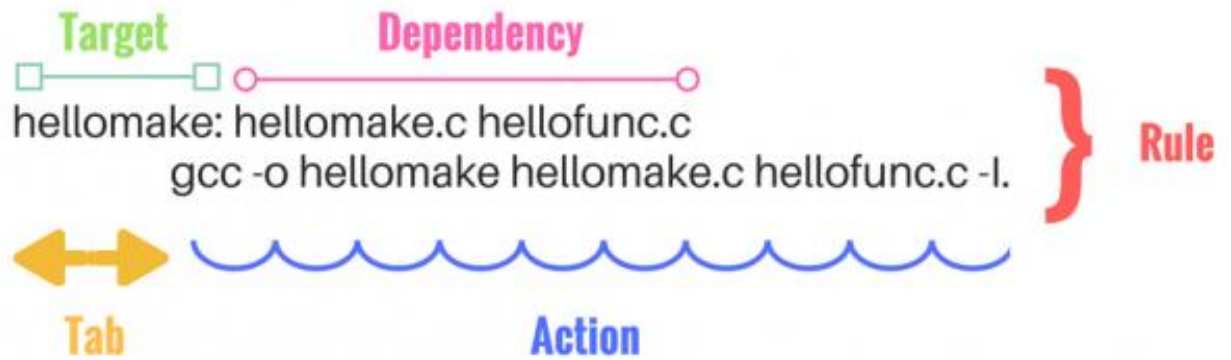 Target Dependency
hellomake: hellomake.c hellofunc.c
gcc -o hellomake hellomake.c hellofunc.c -I.
Rule
Tab Action